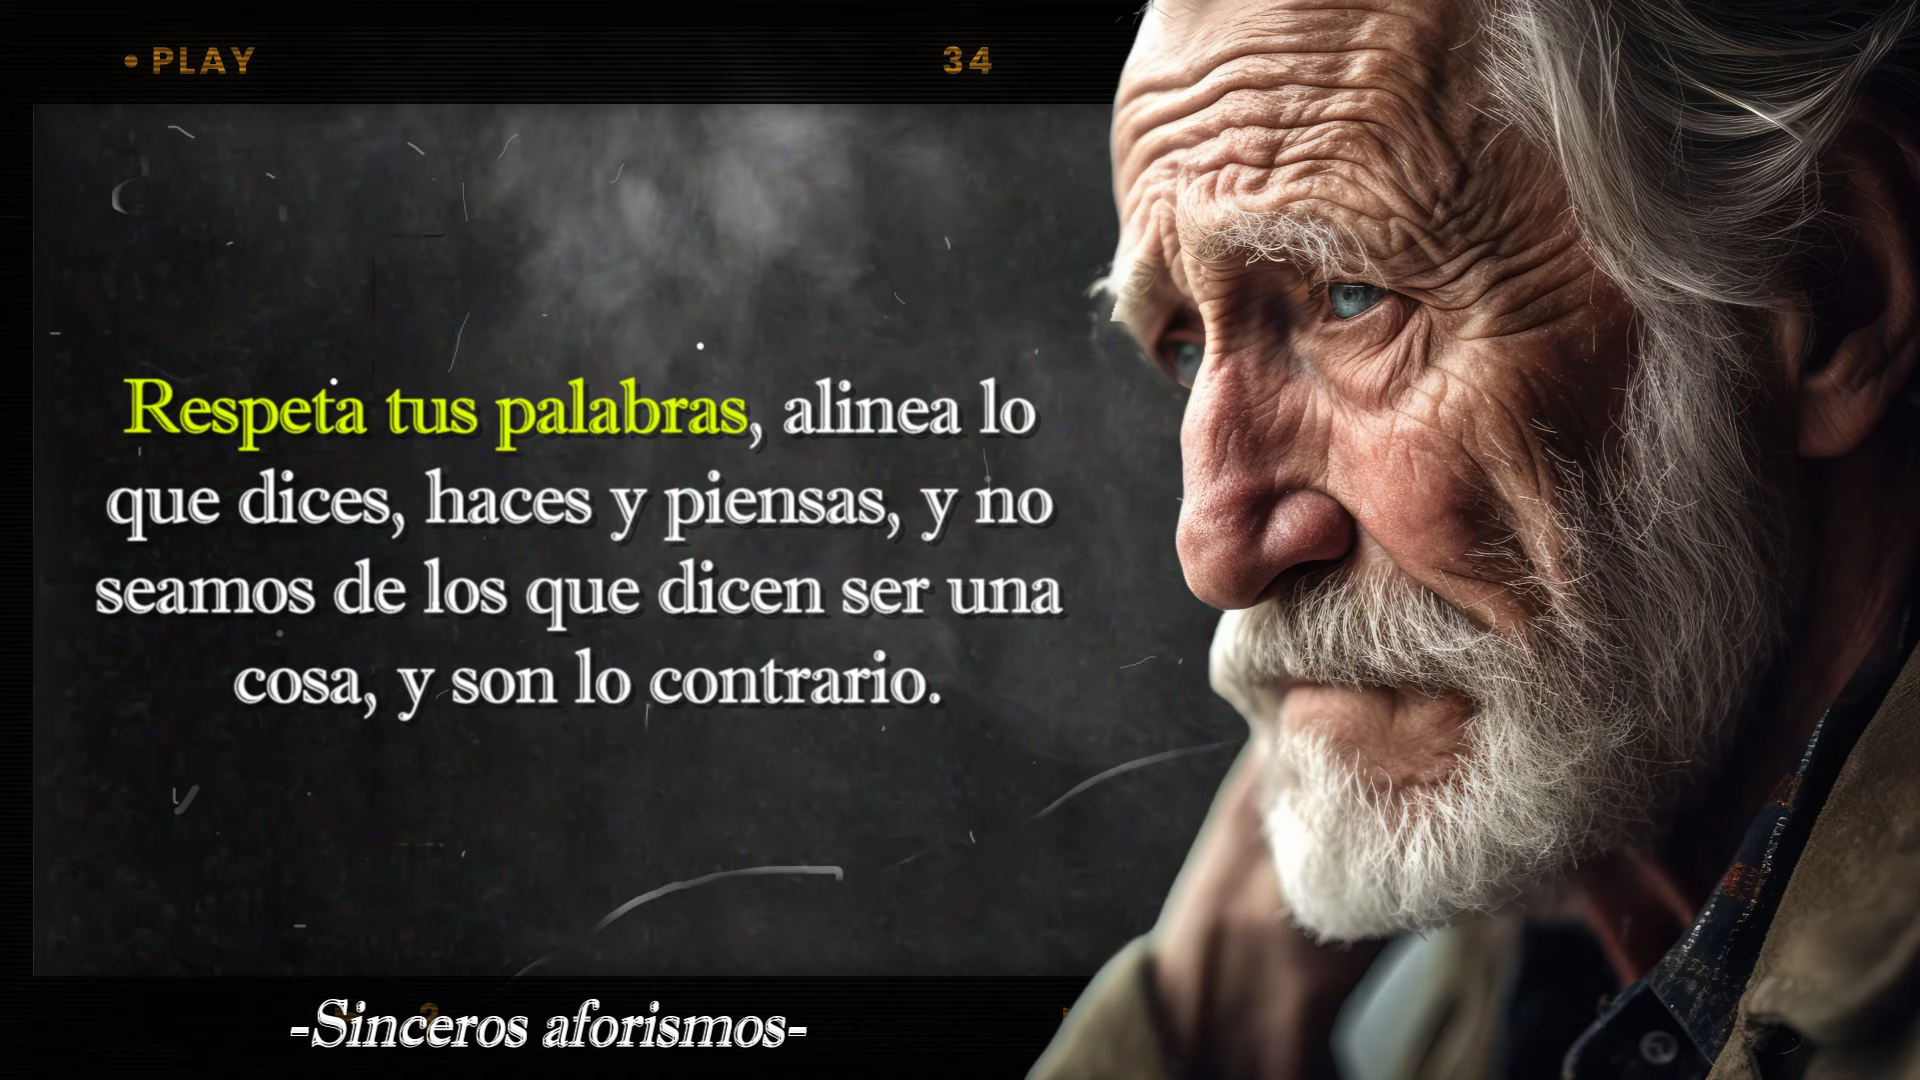 • PLAY
34
Respeta tus palabras, alinea lo
que dices, haces y piensas, y no
seamos de los que dicen ser una
cosa, y son lo contrario.
-Sinceros aforismos-